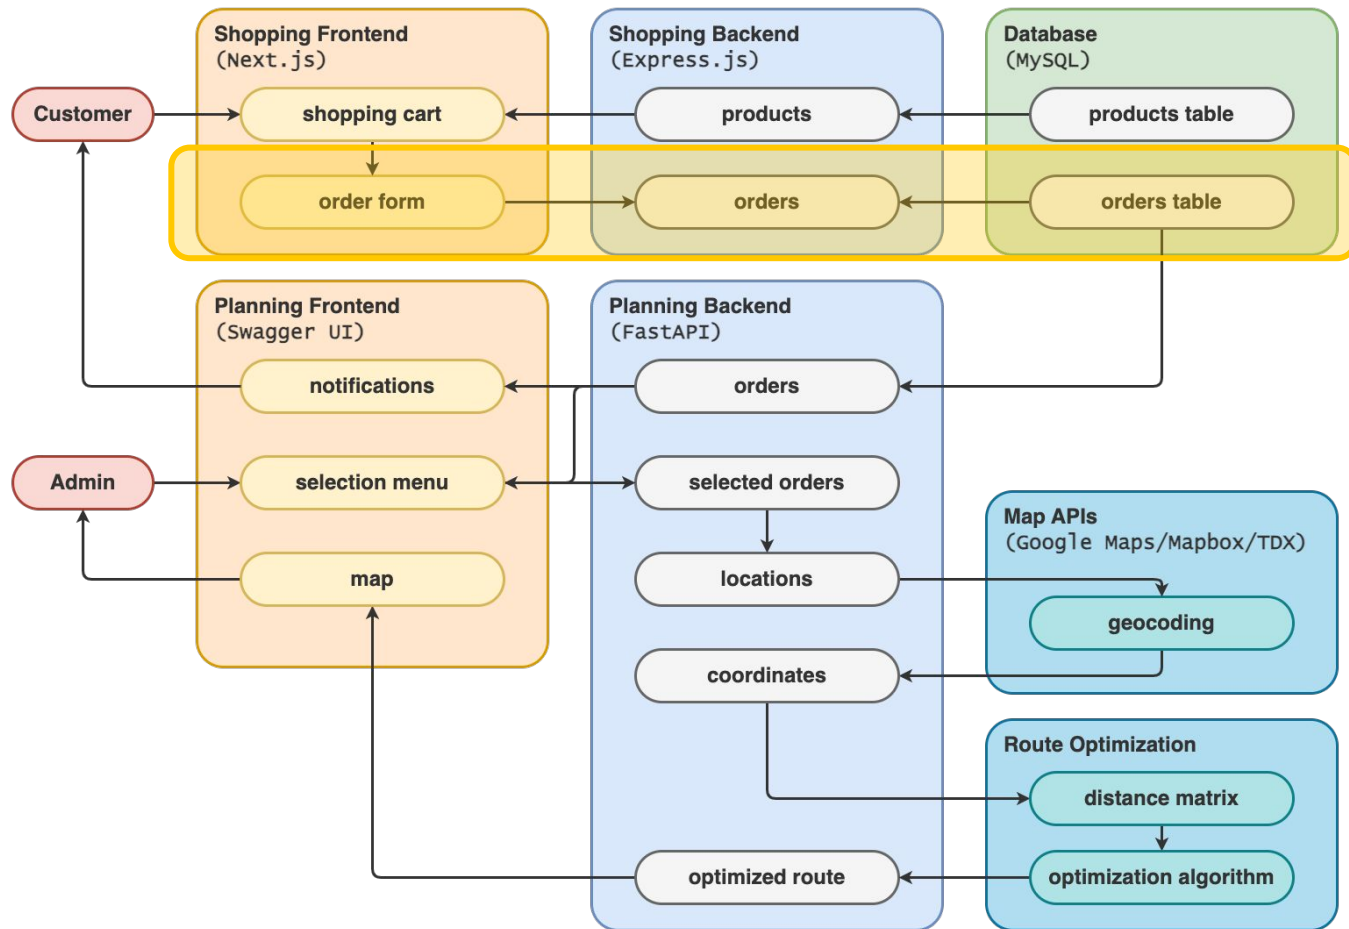 Shopping Frontend
(Next.js)
Shopping Backend
(Express.js)
Database
(MySQL)
Customer
shopping cart
products
products table
order form
orders
orders table
Planning Frontend
(Swagger UI)
Planning Backend
(FastAPI)
notifications
orders
Admin
selection menu
selected orders
Map APIs
(Google Maps/Mapbox/TDX)
map
locations
geocoding
coordinates
Route Optimization
distance matrix
optimized route
optimization algorithm